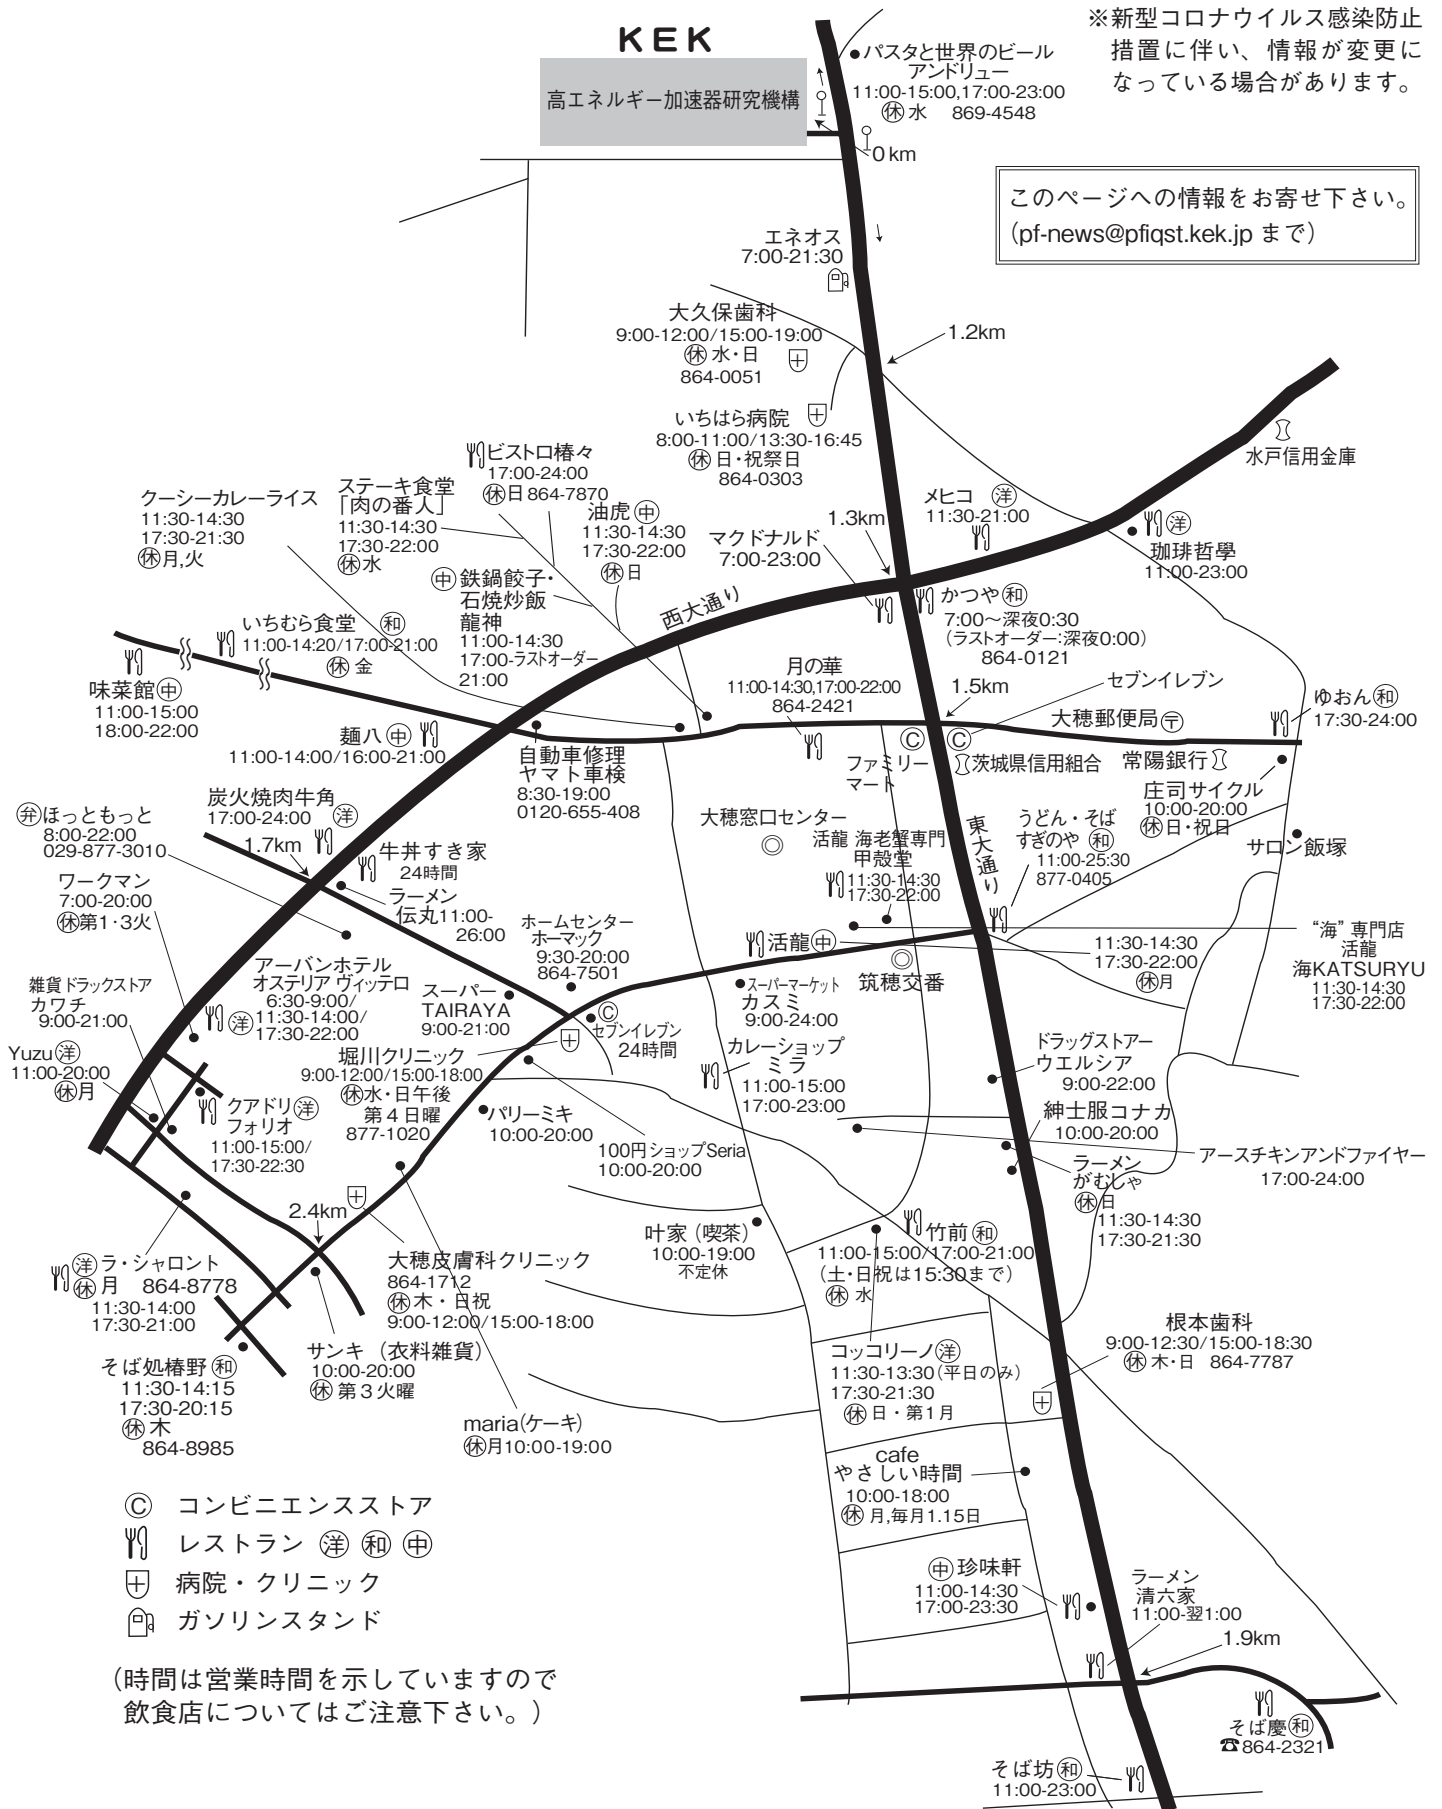 KEK
高エネルギー加速器研究機構
※新型コロナウイルス感染防止
措置に伴い、情報が変更に
なっている場合があります。
パスタと世界のビール
アンドリュー
11:00-15:00,17:00-23:00
㊡水 869-4548
0 km
このページへの情報をお寄せ下さい。
(pf-news@pfiqst.kek.jp まで)
エネオス
7:00-21:30
大久保歯科
9:00-12:00/15:00-19:00
㊡水・日
864-0051
1.2km
いちはら病院
8:00-11:00/13:30-16:45
㊡日・祝祭日
864-0303
水戸信用金庫
ビストロ椿々
17:00-24:00
㊡日 864-7870
ステーキ食堂
「肉の番人」
11:30-14:30
17:30-22:00
㊡水
クーシーカレーライス
11:30-14:30
17:30-21:30
㊡月,火
油虎㊥
11:30-14:30
17:30-22:00
㊡日
マクドナルド
7:00-23:00
1.3km
メヒコ 洋
11:30-21:00
洋
珈琲哲學
11:00-23:00
㊥鉄鍋餃子・
石焼炒飯
龍神
11:00-14:30
17:00-ラストオーダー
21:00
西大通り
かつや和
7:00～深夜0:30
(ラストオーダー:深夜0:00)
864-0121
いちむら食堂 和
11:00-14:20/17:00-21:00
㊡金
味菜館㊥
11:00-15:00
18:00-22:00
月の華
11:00-14:30,17:00-22:00
864-2421
1.5km
セブンイレブン
大穂郵便局〒
ゆおん和
17:30-24:00
麺八㊥
11:00-14:00/16:00-21:00
自動車修理
ヤマト車検
8:30-19:00
0120-655-408
Ⓒ
Ⓒ
ファミリー
マート
茨城県信用組合
常陽銀行
庄司サイクル
10:00-20:00
㊡日・祝日
サロン飯塚
炭火焼肉牛角
17:00-24:00 洋
1.7km
弁ほっともっと
8:00-22:00
029-877-3010
牛丼すき家
24時間
大穂窓口センター
活龍 海老蟹専門
甲殻堂
11:30-14:30
17:30-22:00
東大通り
うどん・そば
すぎのや 和
11:00-25:30
877-0405
ワークマン
7:00-20:00
㊡第1・3火
ラーメン
伝丸11:00-
26:00
ホームセンター
ホーマック
9:30-20:00
864-7501
活龍㊥
11:30-14:30
17:30-22:00
㊡月
筑穂交番
“海”専門店
活龍
海KATSURYU
11:30-14:30
17:30-22:00
雑貨 ドラックストア
カワチ
9:00-21:00
アーバンホテル
オステリア ヴィッテロ
6:30-9:00/
洋 11:30-14:00/
17:30-22:00
スーパー
TAIRAYA
9:00-21:00
Ⓒ
セブンイレブン
24時間
スーパーマーケット
カスミ
9:00-24:00
Yuzu洋
11:00-20:00
㊡月
堀川クリニック
9:00-12:00/15:00-18:00
㊡水・日午後
第４日曜
877-1020
カレーショップ
ミラ
11:00-15:00
17:00-23:00
ドラッグストアー
ウエルシア
9:00-22:00
クアドリ洋
フォリオ
11:00-15:00/
17:30-22:30
パリーミキ
10:00-20:00
100円ショップSeria
10:00-20:00
紳士服コナカ
10:00-20:00
アースチキンアンドファイヤー
17:00-24:00
ラーメン
がむしゃ
㊡日
11:30-14:30
17:30-21:30
2.4km
叶家（喫茶）
10:00-19:00
不定休
竹前和
11:00-15:00/17:00-21:00
(土・日祝は15:30まで)
㊡水
洋 ラ・シャロント
㊡月 864-8778
11:30-14:00
17:30-21:00
大穂皮膚科クリニック
864-1712
㊡木・日祝
9:00-12:00/15:00-18:00
根本歯科
9:00-12:30/15:00-18:30
㊡木・日 864-7787
そば処椿野和
11:30-14:15
17:30-20:15
㊡木
864-8985
サンキ（衣料雑貨）
10:00-20:00
㊡第３火曜
コッコリーノ洋
11:30-13:30(平日のみ)
17:30-21:30
㊡日・第１月
maria(ケーキ)
㊡月10:00-19:00
cafe
やさしい時間
10:00-18:00
㊡月,毎月1.15日
Ⓒ コンビニエンスストア
レストラン 洋 和 ㊥
病院・クリニック
ガソリンスタンド
㊥珍味軒
11:00-14:30
17:00-23:30
ラーメン
清六家
11:00-翌1:00
1.9km
(時間は営業時間を示していますので
飲食店についてはご注意下さい。)
そば慶和
☎864-2321
そば坊和
11:00-23:00